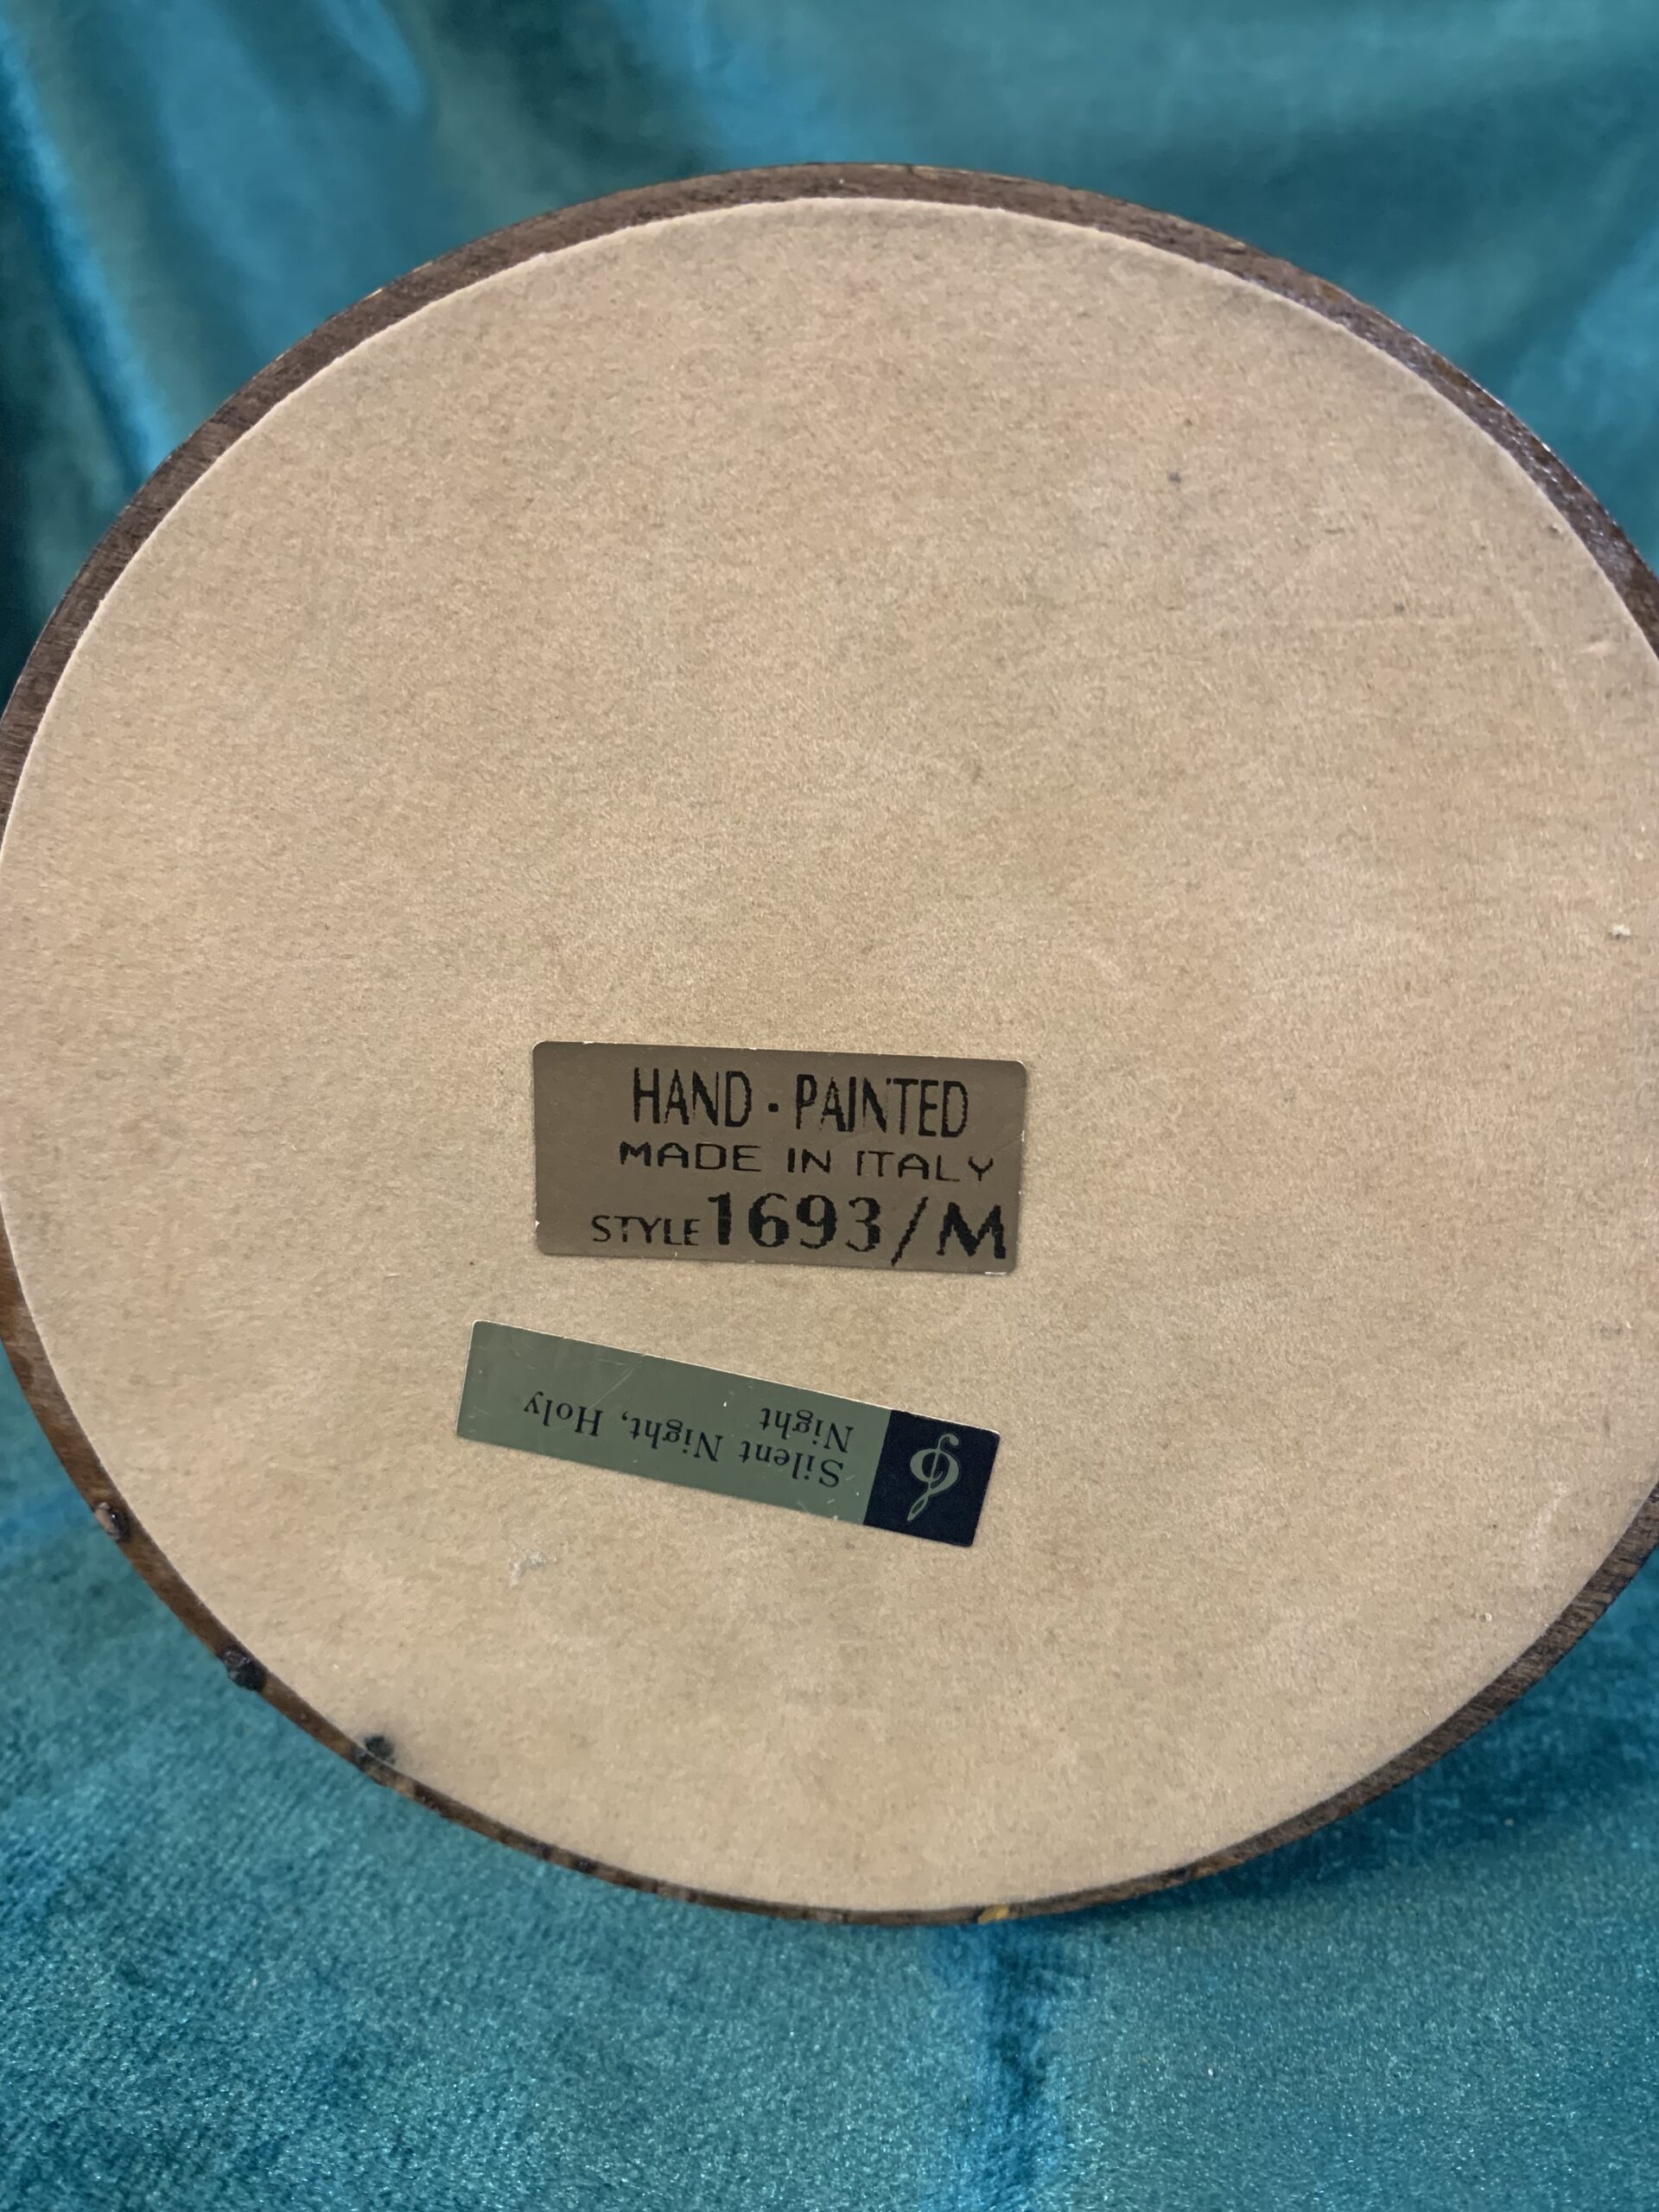 HAND - PAINTED
MADE IN ITALY
STYLE 1693/M
Silent Night, Holy
Night